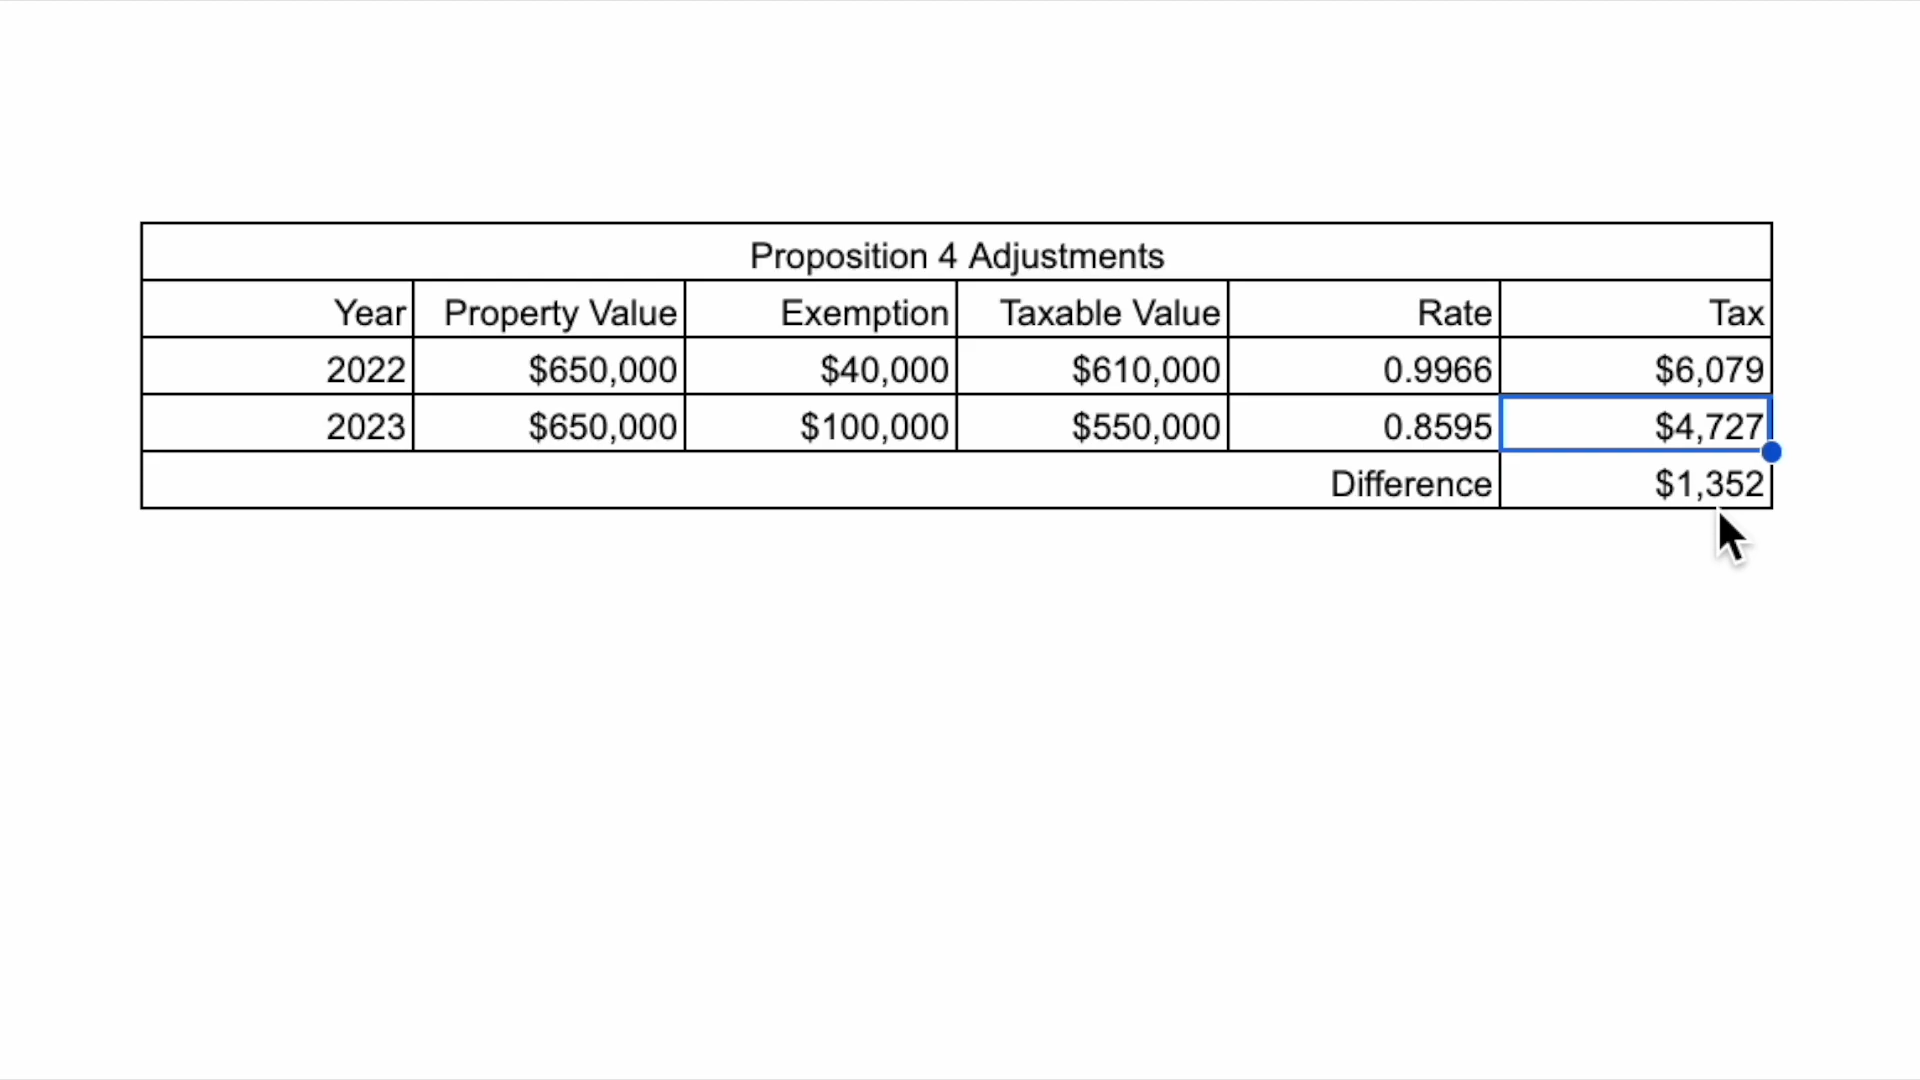 Proposition 4 Adjustments
Year Property Value Exemption Taxable Value Rate Tax
2022 $650,000 $40,000 $610,000 0.9966 $6,079
2023 $650,000 $100,000 $550,000 0.8595 $4,727
Difference $1,352